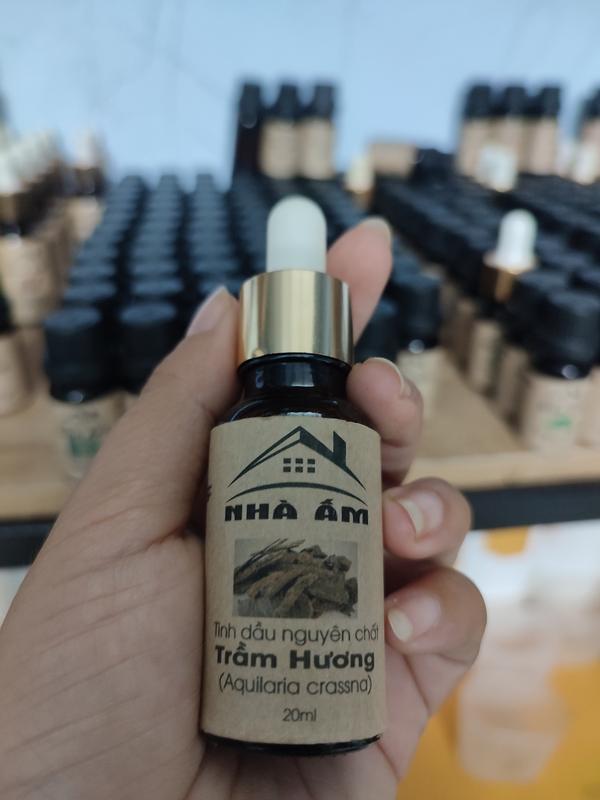 NHÀ ẤM
Tinh dầu nguyên chất
Trầm Hương
(Aquilaria crassna)
20ml